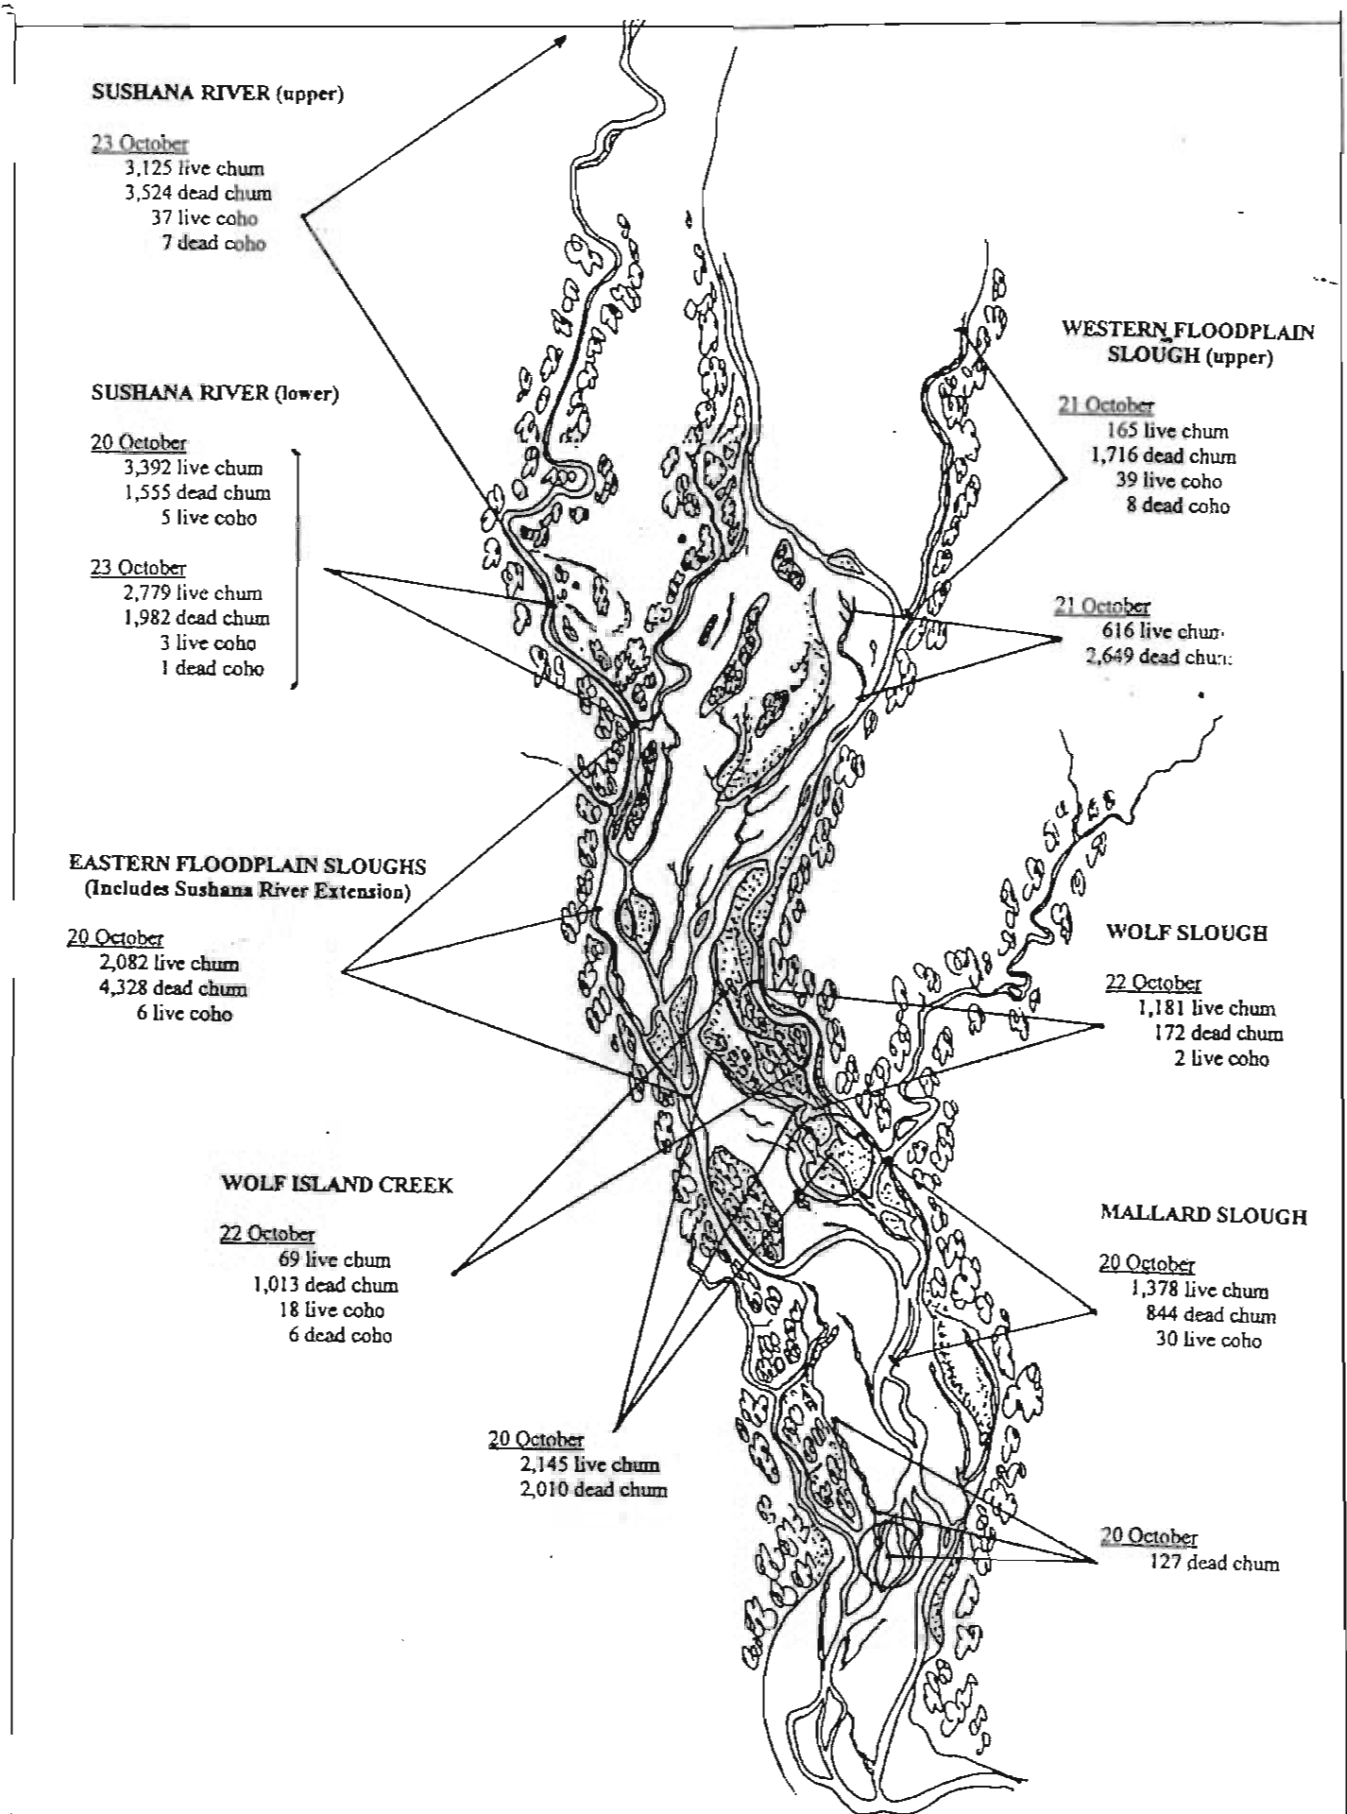 SUSHANA RIVER (upper)
23 October
3,125 live chum
3,524 dead chum
37 live coho
7 dead coho
SUSHANA RIVER (lower)
20 October
3,392 live chum
1,555 dead chum
5 live coho
23 October
2,779 live chum
1,982 dead chum
3 live coho
1 dead coho
EASTERN FLOODPLAIN SLOUGHS
(Includes Sushana River Extension)
20 October
2,082 live chum
4,328 dead chum
6 live coho
WOLF ISLAND CREEK
22 October
69 live chum
1,013 dead chum
18 live coho
6 dead coho
20 October
2,145 live chum
2,010 dead chum
WESTERN FLOODPLAIN
SLOUGH (upper)
21 October
165 live chum
1,716 dead chum
39 live coho
8 dead coho
21 October
616 live chum
2,649 dead chum
WOLF SLOUGH
22 October
1,181 live chum
172 dead chum
2 live coho
MALLARD SLOUGH
20 October
1,378 live chum
844 dead chum
30 live coho
20 October
127 dead chum